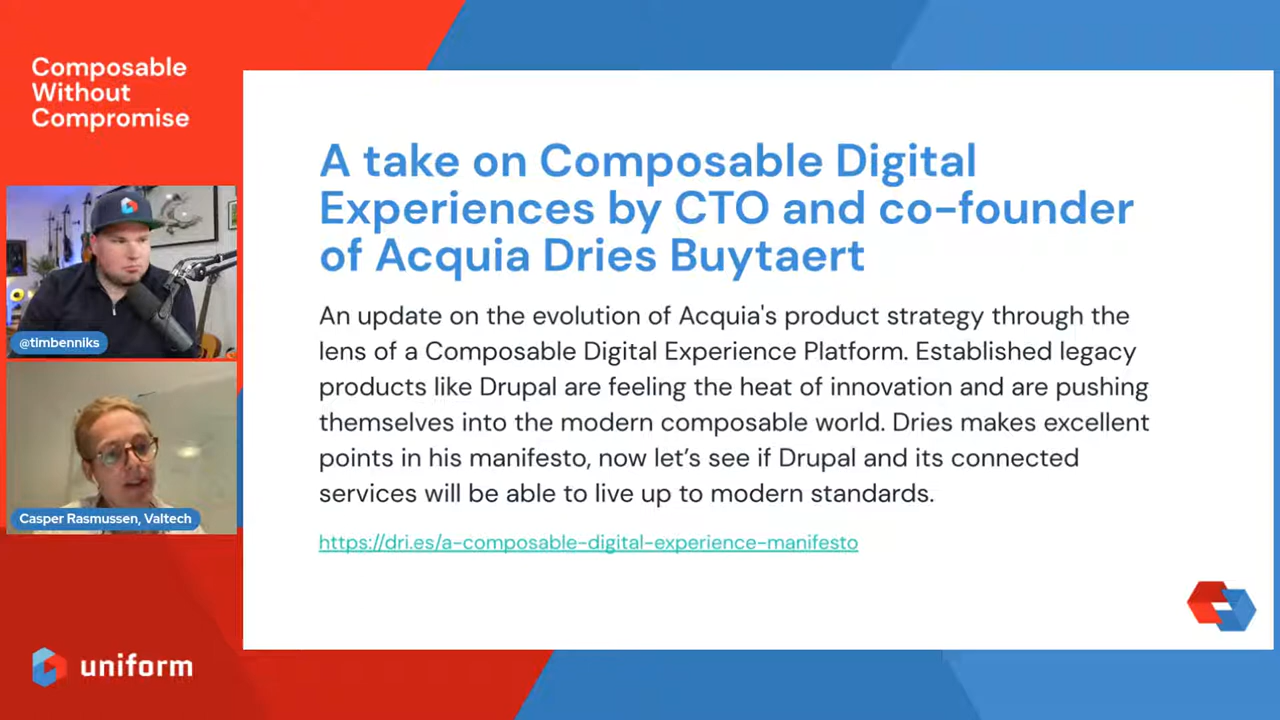 Composable
Without
Compromise
@timbenniks
Casper Rasmussen, Valtech
uniform
A take on Composable Digital
Experiences by CTO and co-founder
of Acquia Dries Buytaert
An update on the evolution of Acquia's product strategy through the
lens of a Composable Digital Experience Platform. Established legacy
products like Drupal are feeling the heat of innovation and are pushing
themselves into the modern composable world. Dries makes excellent
points in his manifesto, now let’s see if Drupal and its connected
services will be able to live up to modern standards.
https://dri.es/a-composable-digital-experience-manifesto